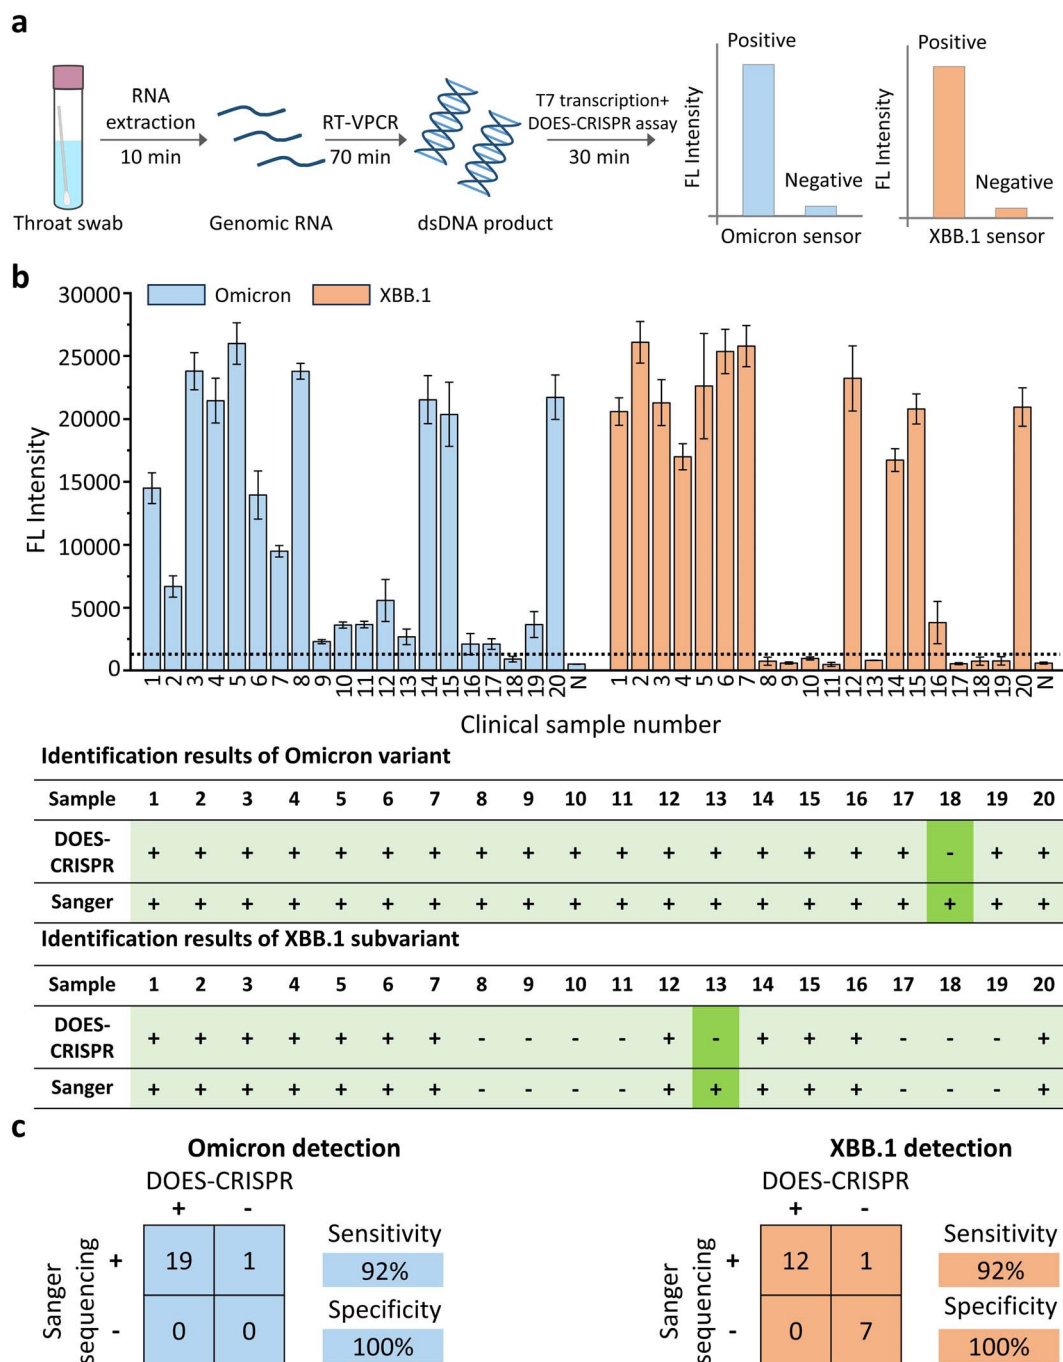 a
RNA
extraction
10 min
RT-VPCR
70 min
T7 transcription+
DOES-CRISPR assay
30 min
Throat swab
Genomic RNA
dsDNA product
FL Intensity
Positive
Negative
Omicron sensor
FL Intensity
Positive
Negative
XBB.1 sensor
b
Omicron
XBB.1
FL Intensity
30000
25000
20000
15000
10000
5000
0
1 2 3 4 5 6 7 8 9 10 11 12 13 14 15 16 17 18 19 20 N 1 2 3 4 5 6 7 8 9 10 11 12 13 14 15 16 17 18 19 20 N
Clinical sample number
Identification results of Omicron variant
Sample 1 2 3 4 5 6 7 8 9 10 11 12 13 14 15 16 17 18 19 20
DOES-
CRISPR + + + + + + + + + + + + + + + + + - + +
Sanger + + + + + + + + + + + + + + + + + + + +
Identification results of XBB.1 subvariant
Sample 1 2 3 4 5 6 7 8 9 10 11 12 13 14 15 16 17 18 19 20
DOES-
CRISPR + + + + + + + - - - - + - + + + - - - +
Sanger + + + + + + + - - - - + + + + + - - - +
c
Omicron detection
DOES-CRISPR
+ -
Sanger
sequencing
+ 19 1
- 0 0
Sensitivity
92%
Specificity
100%
XBB.1 detection
DOES-CRISPR
+ -
Sanger
sequencing
+ 12 1
- 0 7
Sensitivity
92%
Specificity
100%